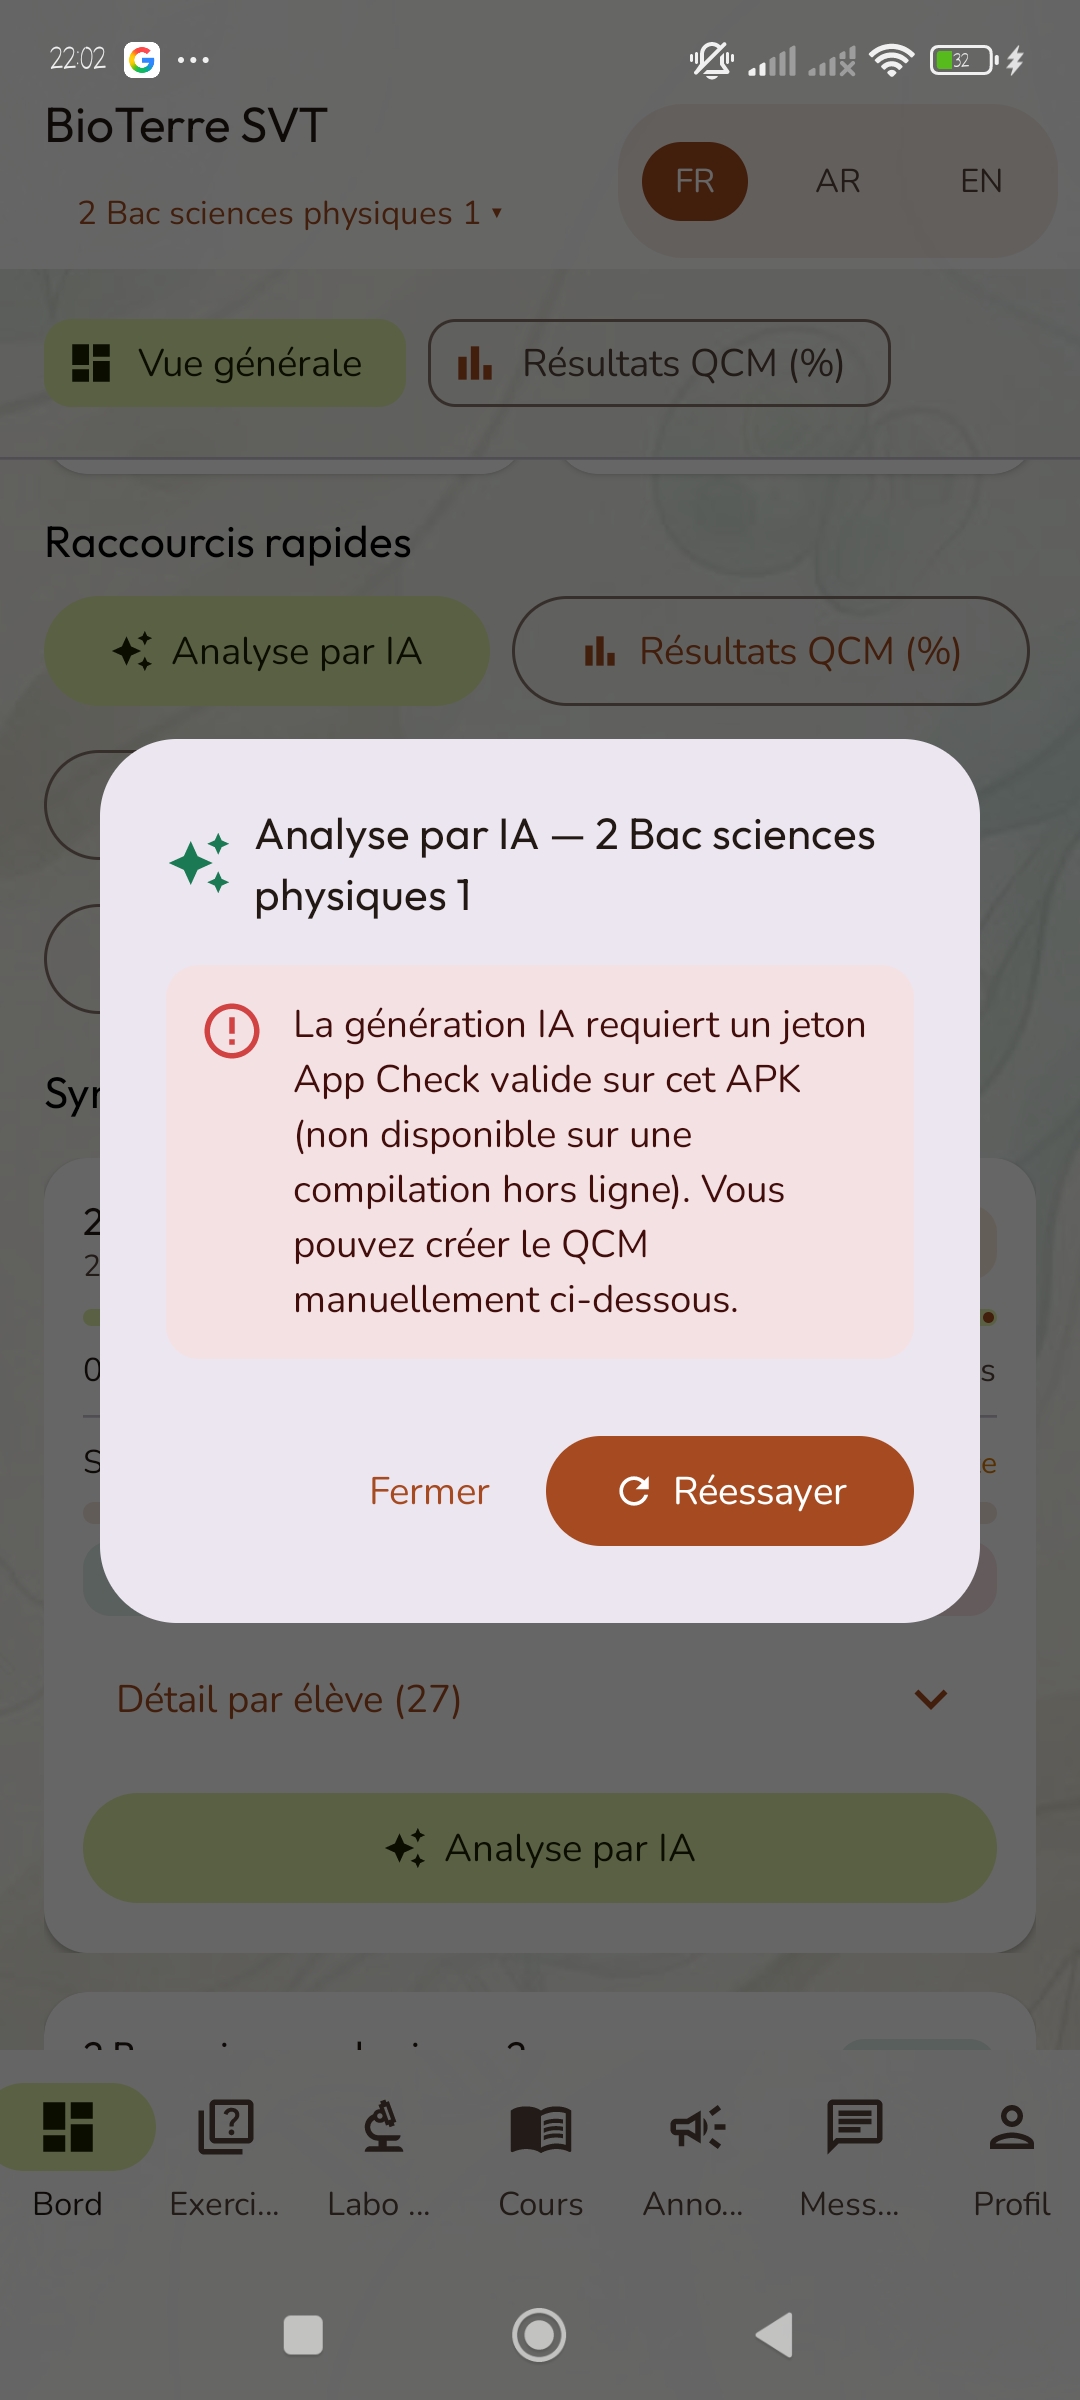 22:02
32
BioTerre SVT
FR AR EN
2 Bac sciences physiques 1 ▾
Vue générale
Résultats QCM (%)
Raccourcis rapides
Analyse par IA
Résultats QCM (%)
Analyse par IA — 2 Bac sciences
physiques 1
La génération IA requiert un jeton
App Check valide sur cet APK
(non disponible sur une
compilation hors ligne). Vous
pouvez créer le QCM
manuellement ci-dessous.
Fermer
Réessayer
Détail par élève (27)
Analyse par IA
Bord
Exerci...
Labo ...
Cours
Anno...
Mess...
Profil